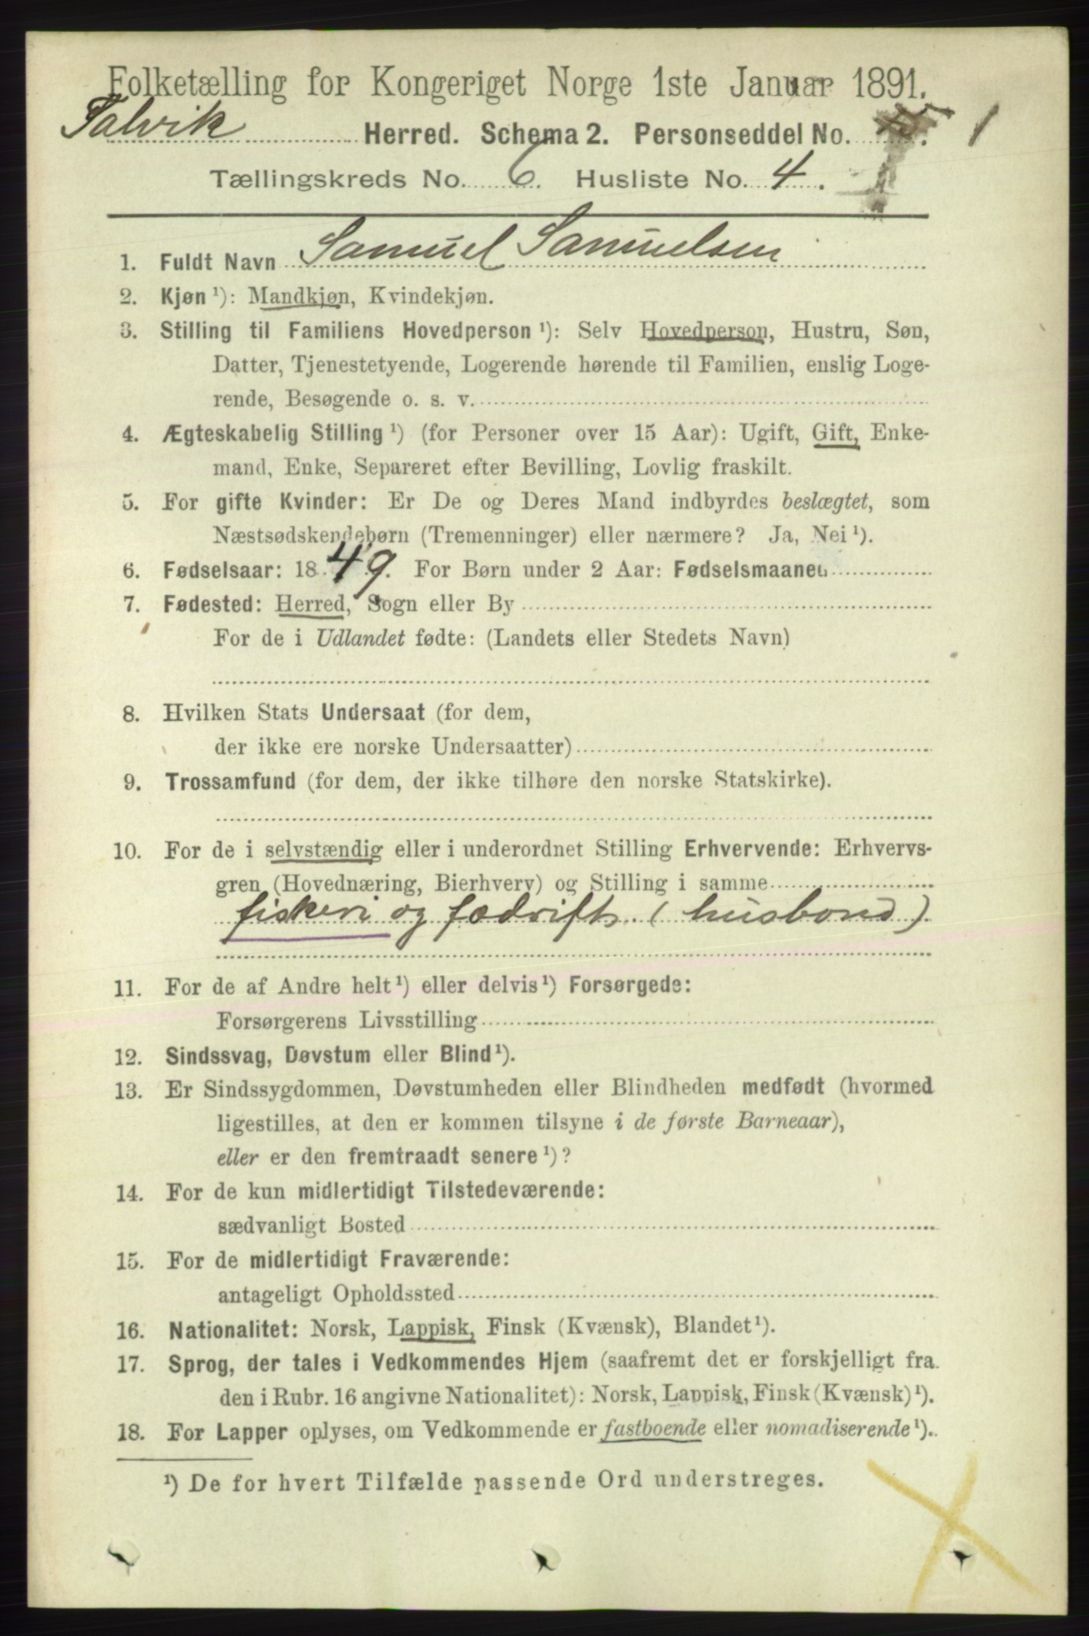 Folketælling for Kongeriget Norge 1ste Januar 1891.
Talvik Herred. Schema 2. Personseddel No. 1
Tællingskreds No. 6. Husliste No. 4.
1. Fuldt Navn Samuel Samuelsen
2. Kjøn ¹): Mandkjøn, Kvindekjøn.
3. Stilling til Familiens Hovedperson ¹): Selv Hovedperson, Hustru, Søn,
Datter, Tjenestetyende, Logerende hørende til Familien, enslig Loge-
rende, Besøgende o. s. v.
4. Ægteskabelig Stilling ¹) (for Personer over 15 Aar): Ugift, Gift, Enke-
mand, Enke, Separeret efter Bevilling, Lovlig fraskilt.
5. For gifte Kvinder: Er De og Deres Mand indbyrdes beslægtet, som
Næstsødskendebørn (Tremenninger) eller nærmere? Ja, Nei ¹).
6. Fødselsaar: 1849. For Børn under 2 Aar: Fødselsmaaned
7. Fødested: Herred, Sogn eller By
For de i Udlandet fødte: (Landets eller Stedets Navn)
8. Hvilken Stats Undersaat (for dem,
der ikke ere norske Undersaatter)
9. Trossamfund (for dem, der ikke tilhøre den norske Statskirke).
10. For de i selvstændig eller i underordnet Stilling Erhvervende: Erhvervs-
gren (Hovednæring, Bierhverv) og Stilling i samme
fiskeri og fædrift (husbond).
11. For de af Andre helt ¹) eller delvis ¹) Forsørgede:
Forsørgerens Livsstilling
12. Sindssvag, Døvstum eller Blind ¹).
13. Er Sindssygdommen, Døvstumheden eller Blindheden medfødt (hvormed
ligestilles, at den er kommen tilsyne i de første Barneaar),
eller er den fremtraadt senere ¹)?
14. For de kun midlertidigt Tilstedeværende:
sædvanligt Bosted
15. For de midlertidigt Fraværende:
antageligt Opholdssted
16. Nationalitet: Norsk, Lappisk, Finsk (Kvænsk), Blandet ¹).
17. Sprog, der tales i Vedkommendes Hjem (saafremt det er forskjelligt fra
den i Rubr. 16 angivne Nationalitet): Norsk, Lappisk, Finsk (Kvænsk) ¹).
18. For Lapper oplyses, om Vedkommende er fastboende eller nomadiserende ¹).
¹) De for hvert Tilfælde passende Ord understreges.